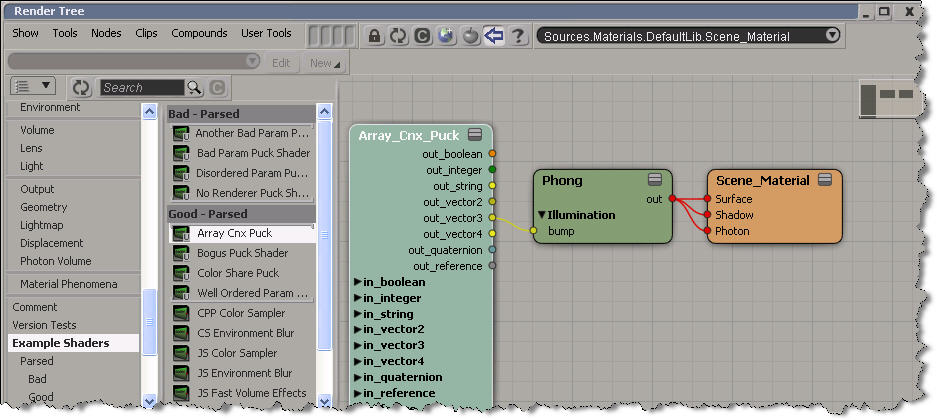 Render Tree
Show Tools Nodes Clips Compounds User Tools
Sources.Materials.DefaultLib.Scene_Material
Edit New
Search
Environment
Volume
Lens
Light
Output
Geometry
Lightmap
Displacement
Photon Volume
Material Phenomena
Comment
Version Tests
Example Shaders
Parsed
Bad
Good
Bad - Parsed
Another Bad Param P...
Bad Param Puck Shader
Disordered Param Pu...
No Renderer Puck Sh...
Good - Parsed
Array Cnx Puck
Bogus Puck Shader
Color Share Puck
Well Ordered Param ...
CPP Color Sampler
CS Environment Blur
JS Color Sampler
JS Environment Blur
JS Fast Volume Effects
Array_Cnx_Puck
out_boolean
out_integer
out_string
out_vector2
out_vector3
out_vector4
out_quaternion
out_reference
in_boolean
in_integer
in_string
in_vector2
in_vector3
in_vector4
in_quaternion
in_reference
Phong
out
Illumination
bump
Scene_Material
Surface
Shadow
Photon